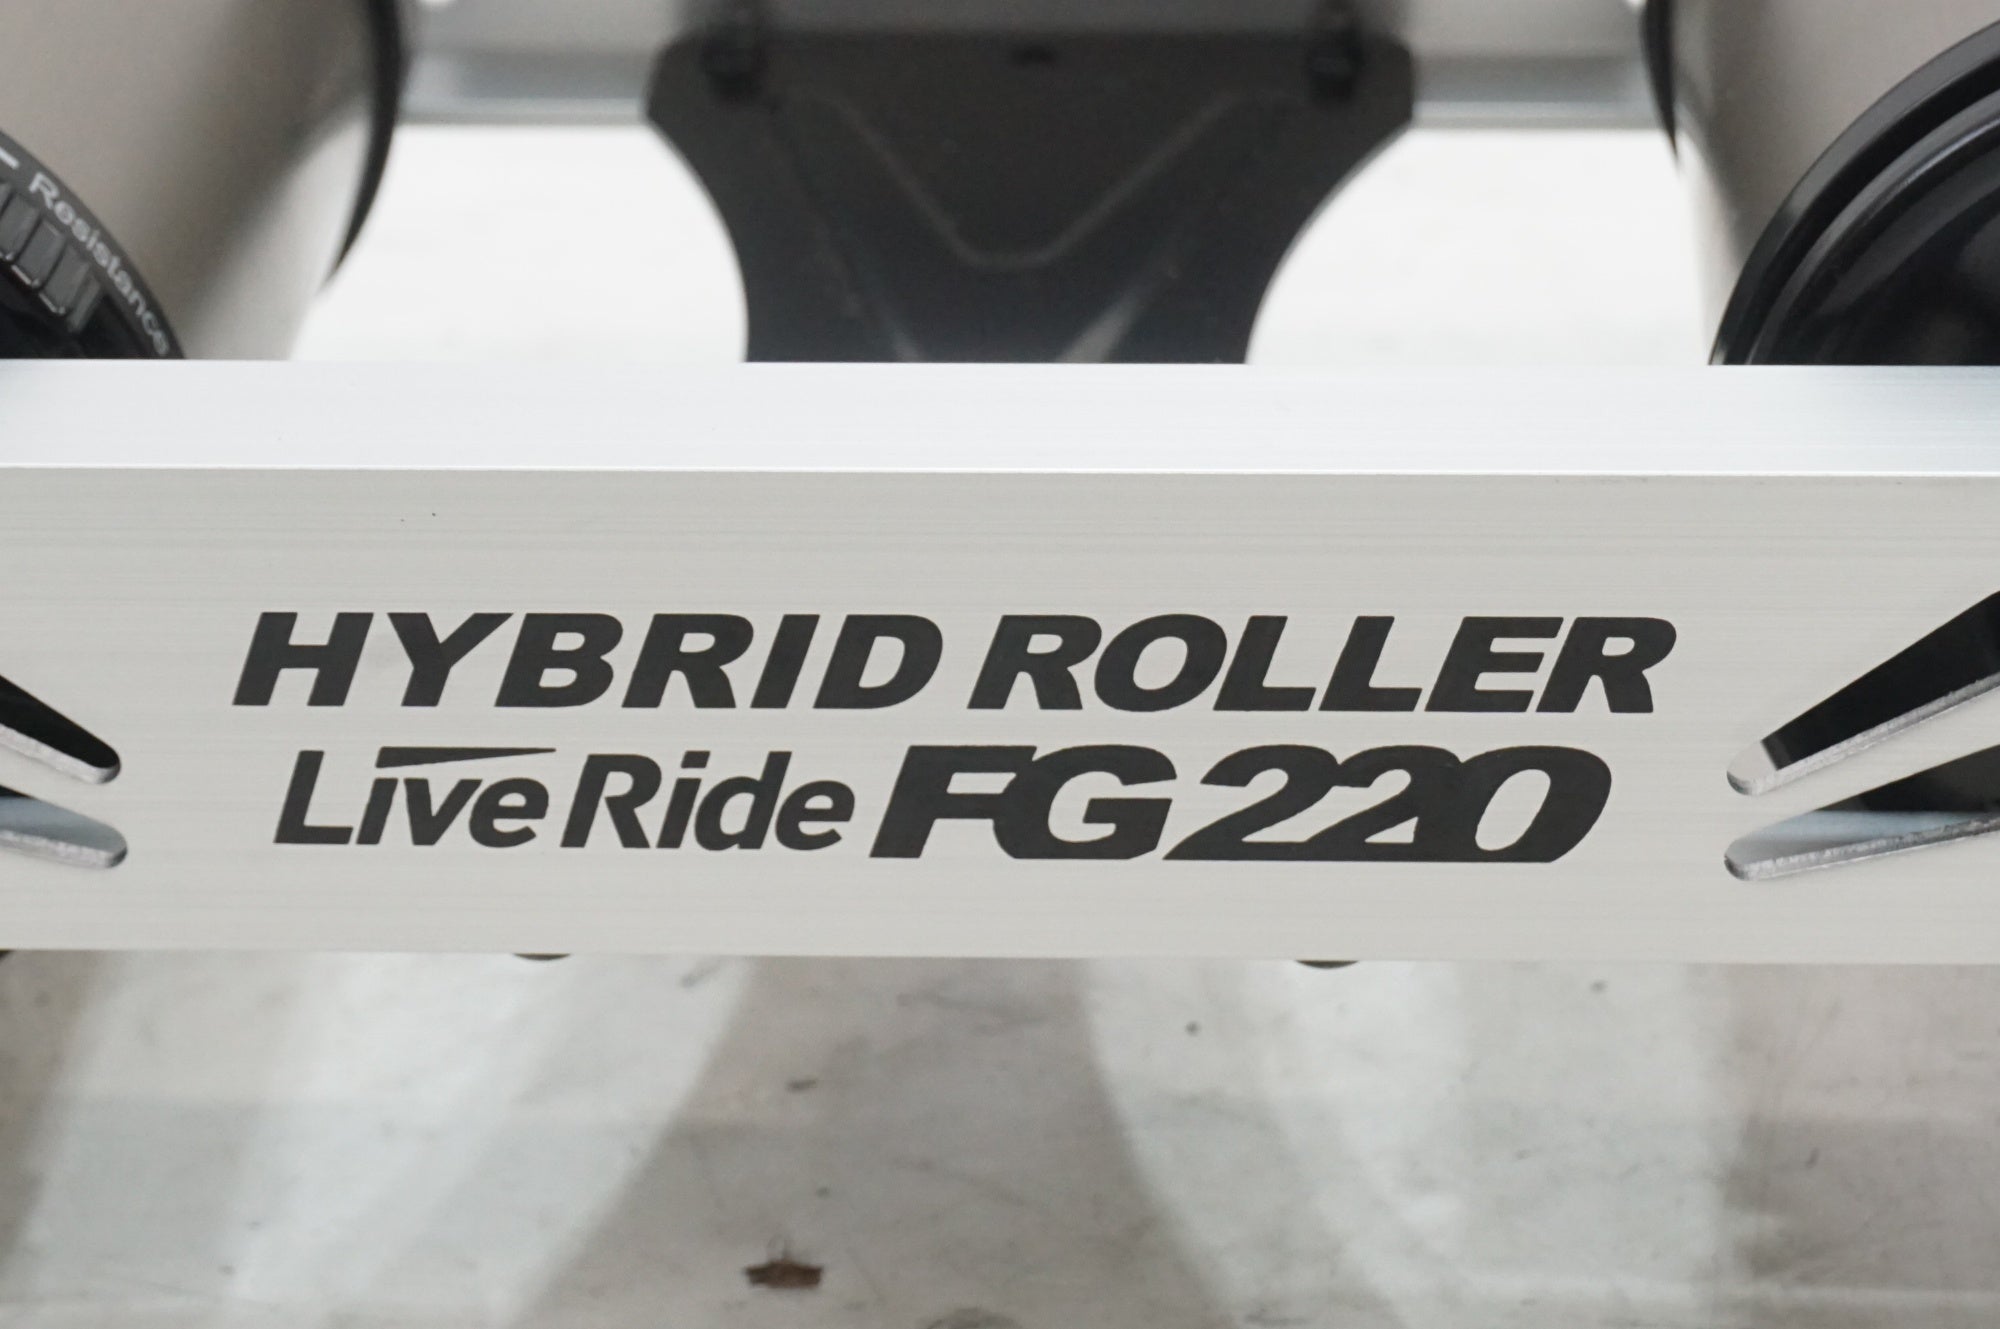 Resistance
HYBRID ROLLER
LiveRide FG220